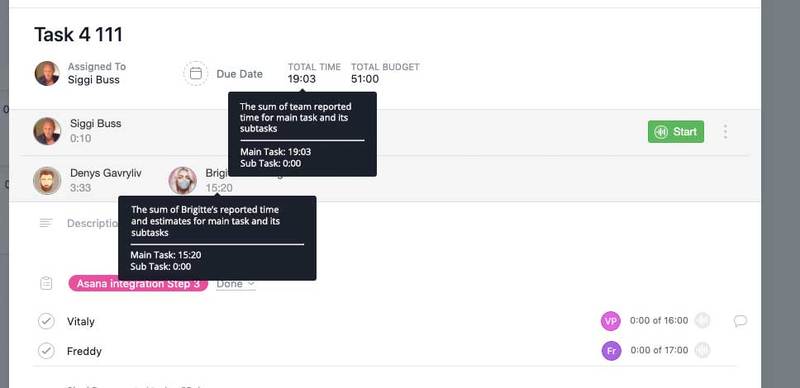 Task 4 111
Assigned To
Siggi Buss
Due Date
TOTAL TIME
19:03
TOTAL BUDGET
51:00
The sum of team reported
time for main task and its
subtasks
Main Task: 19:03
Sub Task: 0:00
Siggi Buss
0:10
Start
Denys Gavryliv
3:33
Brigi
15:20
The sum of Brigitte's reported time
and estimates for main task and its
subtasks
Main Task: 15:20
Sub Task: 0:00
Descriptio
Asana integration Step 3
Done
Vitaly
VP
0:00 of 16:00
Freddy
Fr
0:00 of 17:00